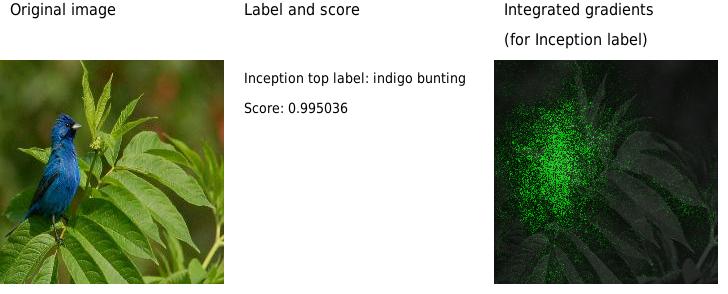 Original image
Label and score
Integrated gradients
(for Inception label)
Inception top label: indigo bunting
Score: 0.995036